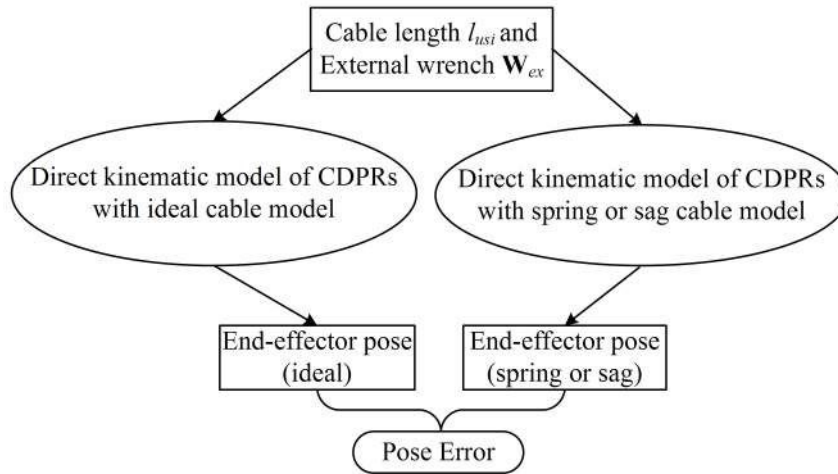 Cable length l_usi and
External wrench W_ex
Direct kinematic model of CDPRs
with ideal cable model
Direct kinematic model of CDPRs
with spring or sag cable model
End-effector pose
(ideal)
End-effector pose
(spring or sag)
Pose Error